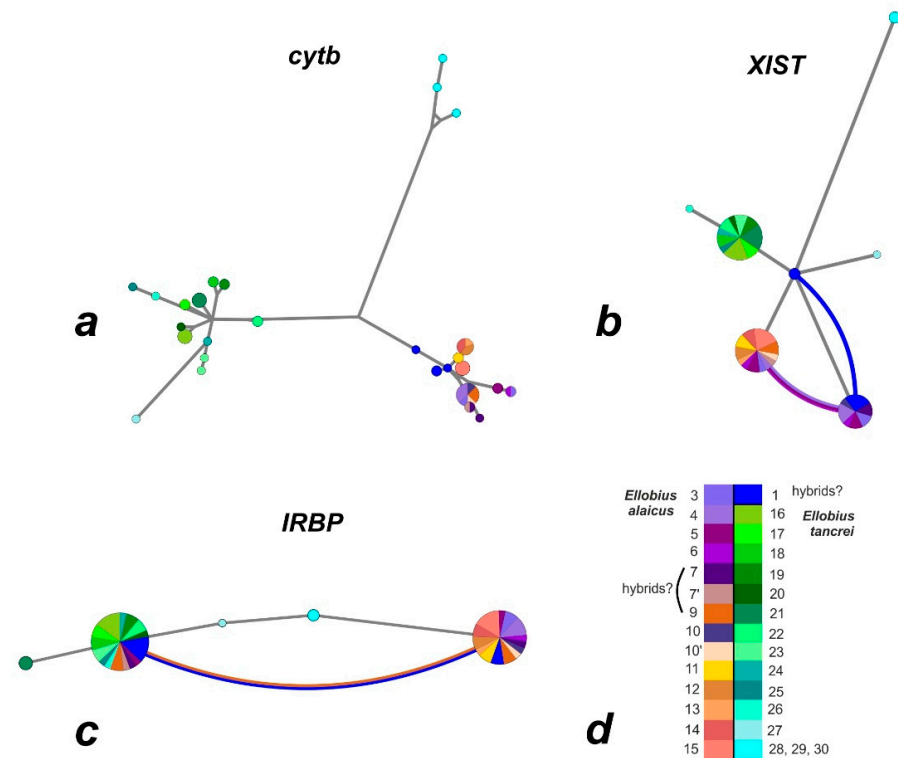 cytb
XIST
a
b
IRBP
c
d
Ellobius
alaicus
hybrids?
3
4
5
6
7
7'
9
10
10'
11
12
13
14
15
1
16
17
18
19
20
21
22
23
24
25
26
27
28, 29, 30
hybrids?
Ellobius
tancrei